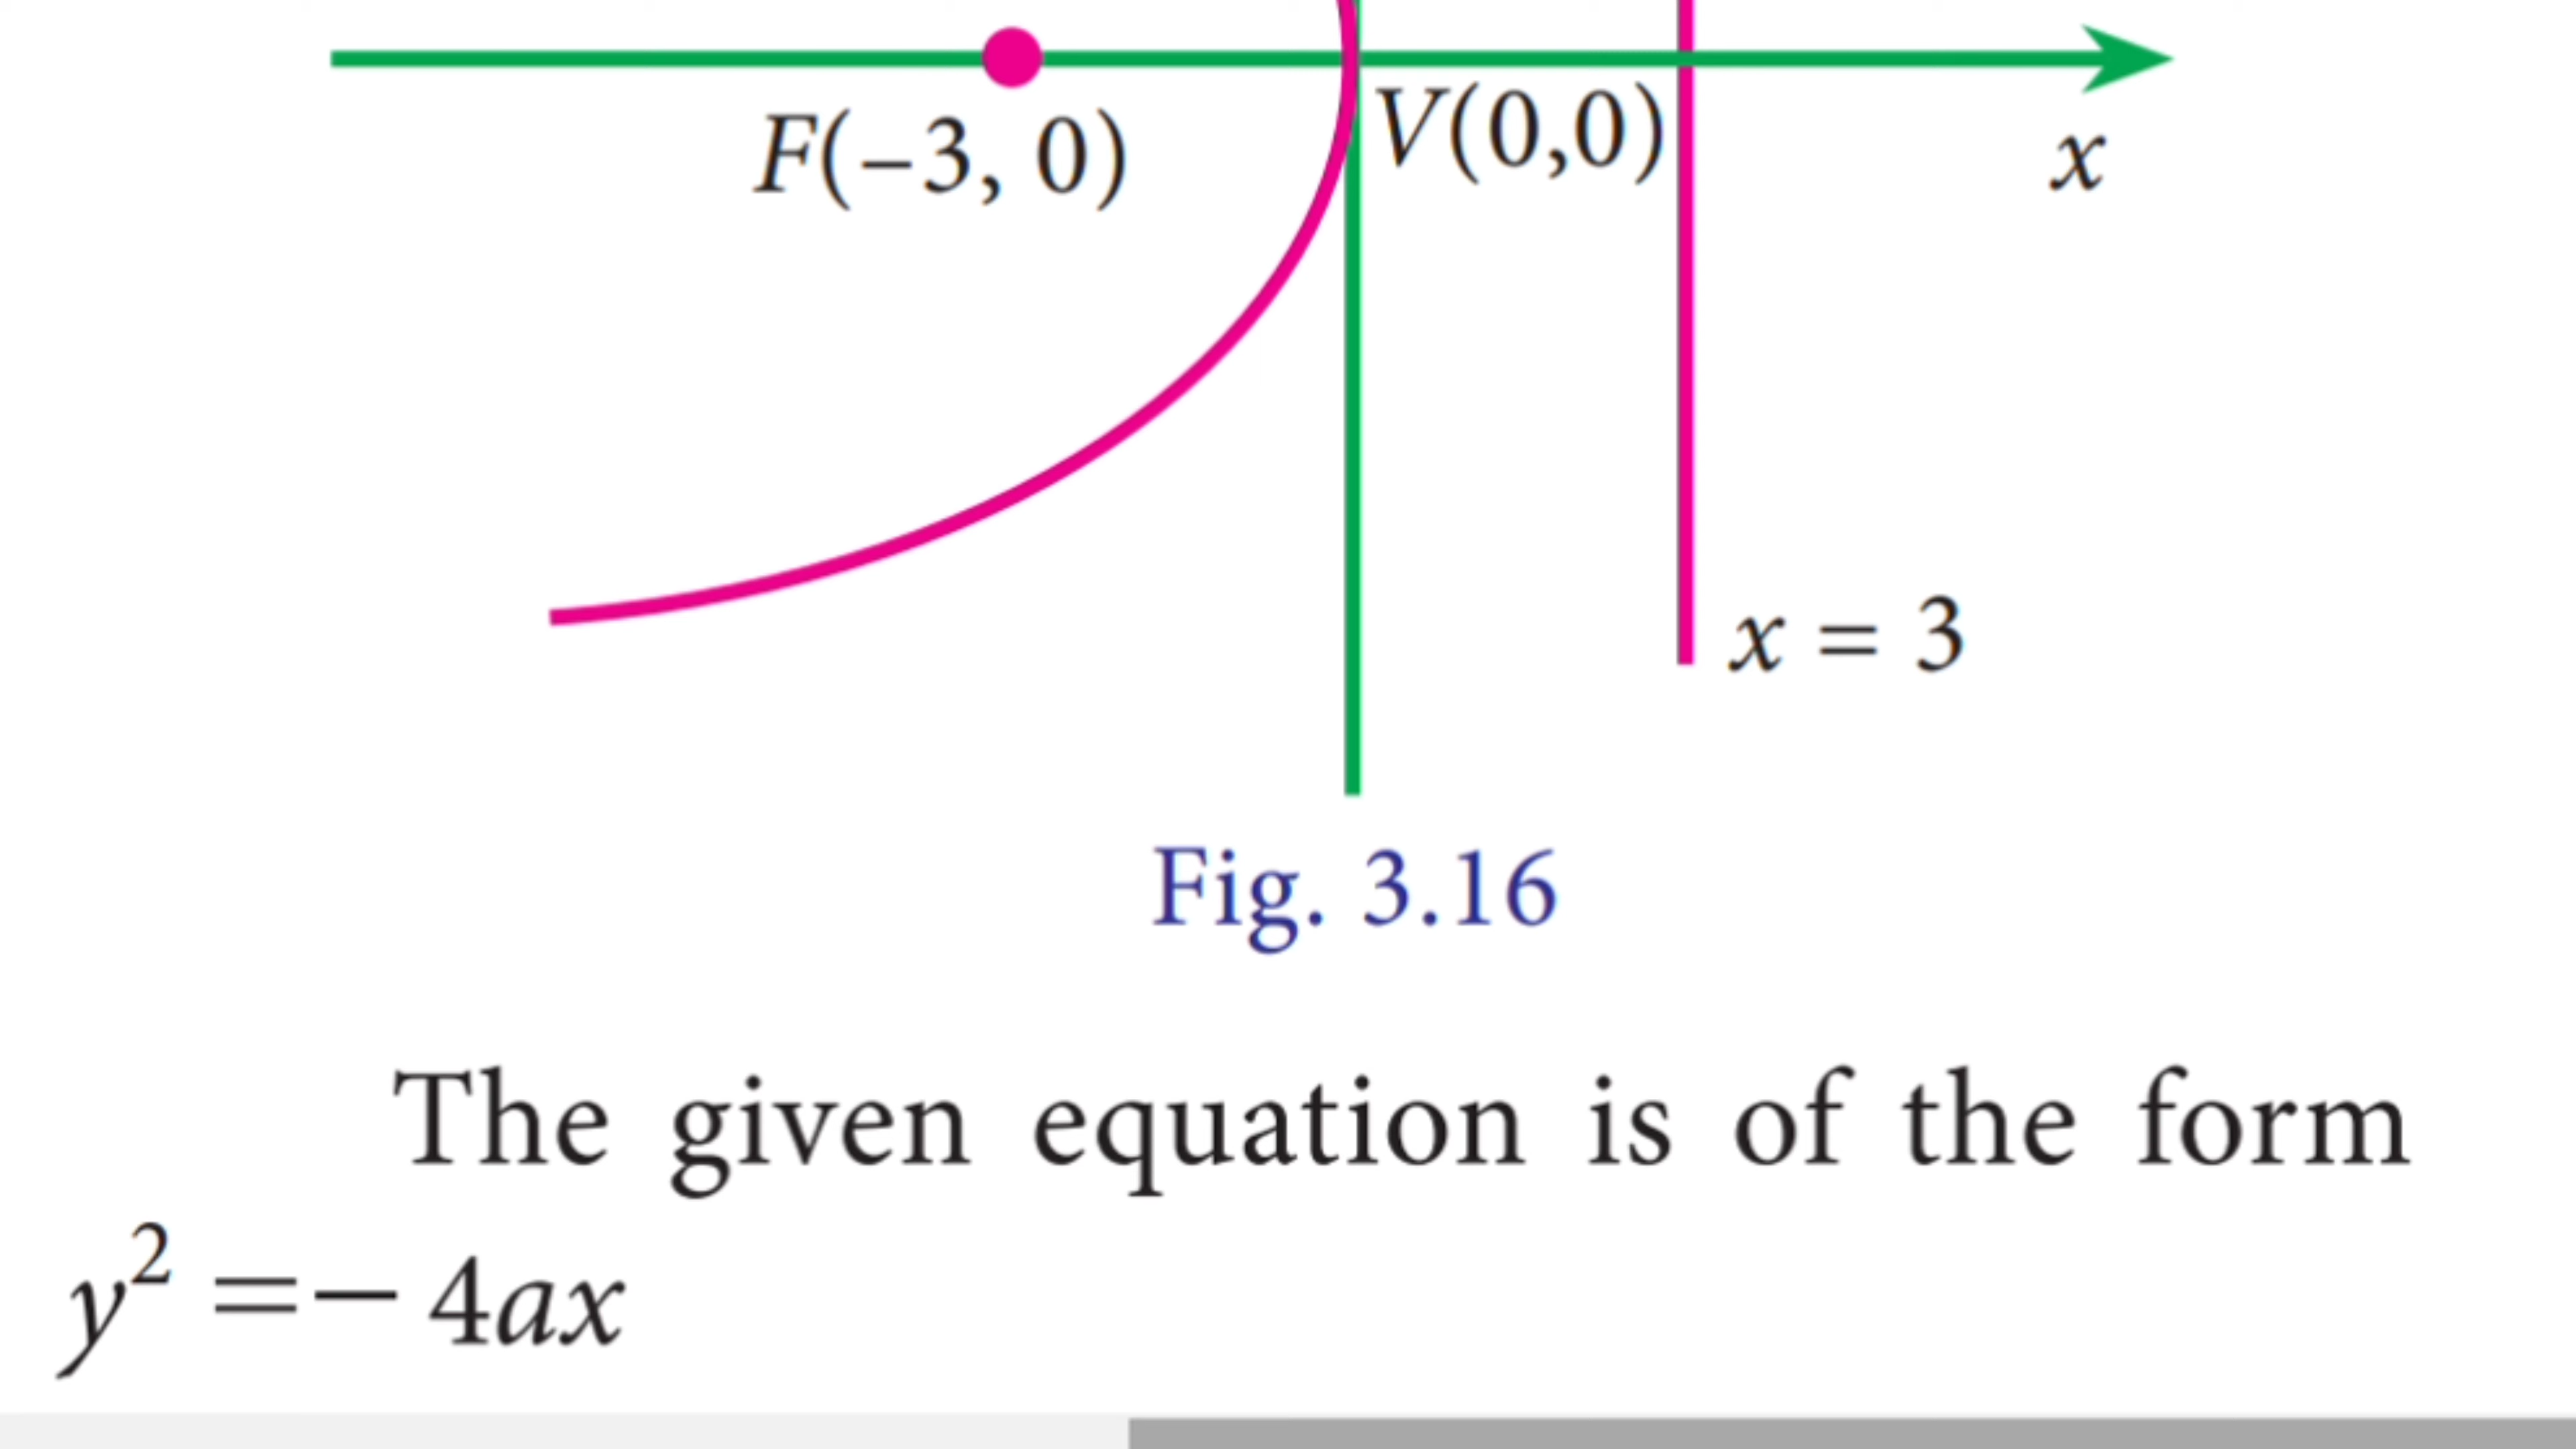 F(–3, 0) V(0,0) x
x = 3
Fig. 3.16
The given equation is of the form
y² =– 4ax